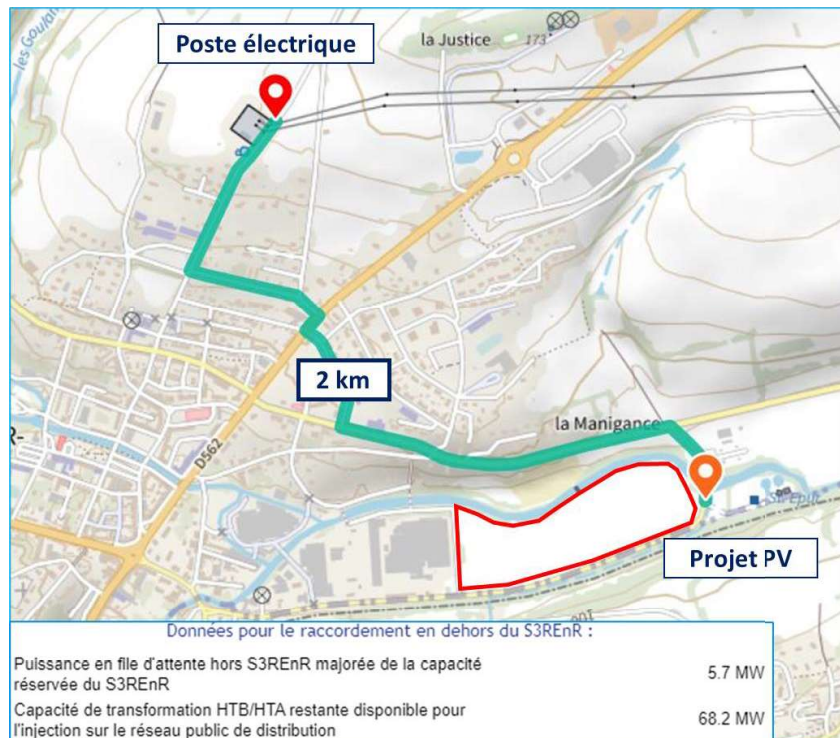 les Goulai
Poste électrique
la Justice
173
2 km
la Manigance
R-
D562
Projet PV
Données pour le raccordement en dehors du S3REnR :
Puissance en file d'attente hors S3REnR majorée de la capacité
réservée du S3REnR
5.7 MW
Capacité de transformation HTB/HTA restante disponible pour
l'injection sur le réseau public de distribution
68.2 MW